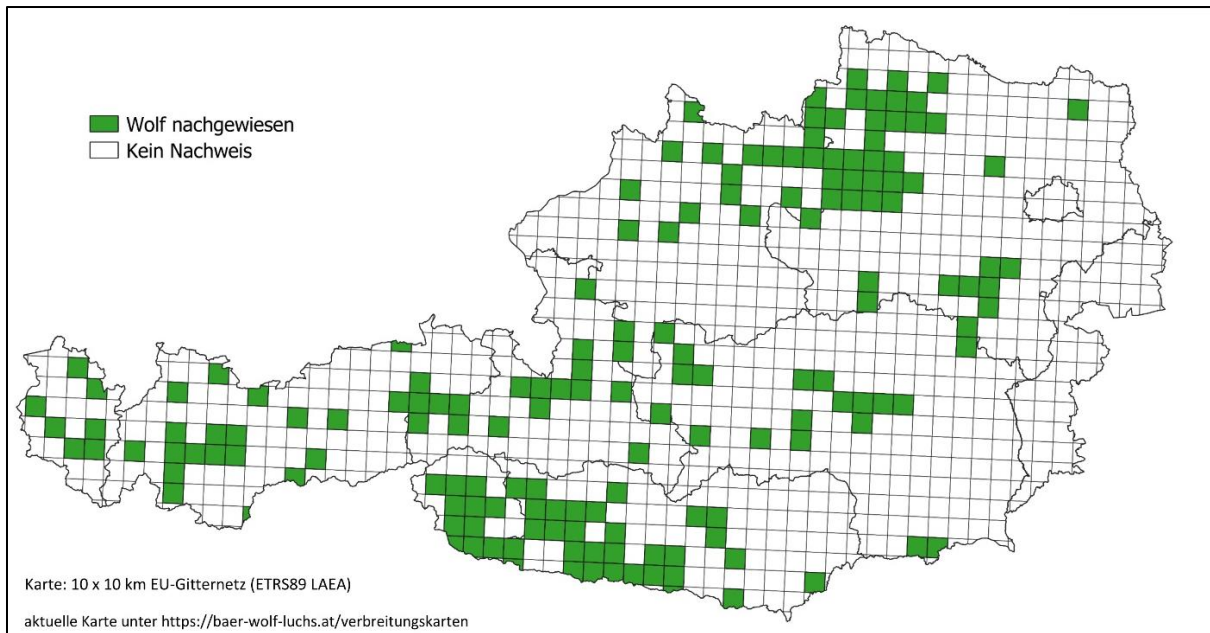 Wolf nachgewiesen
Kein Nachweis
Karte: 10 x 10 km EU-Gitternetz (ETRS89 LAEA)
aktuelle Karte unter https://baer-wolf-luchs.at/verbreitungskarten